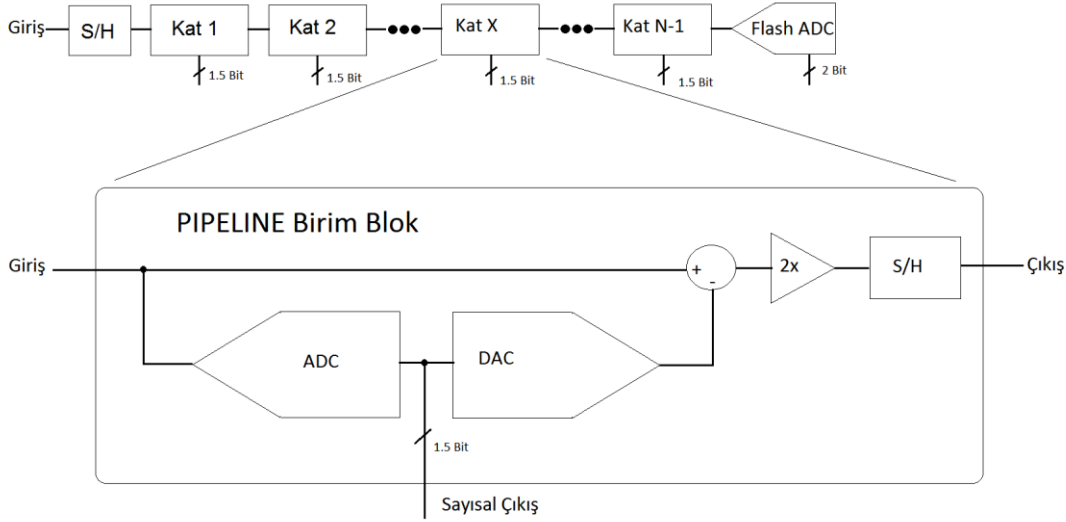 Giriş
S/H
Kat 1
Kat 2
Kat X
Kat N-1
Flash ADC
1.5 Bit
1.5 Bit
1.5 Bit
1.5 Bit
2 Bit
PIPELINE Birim Blok
Giriş
+
-
2x
S/H
Çıkış
ADC
DAC
1.5 Bit
Sayısal Çıkış